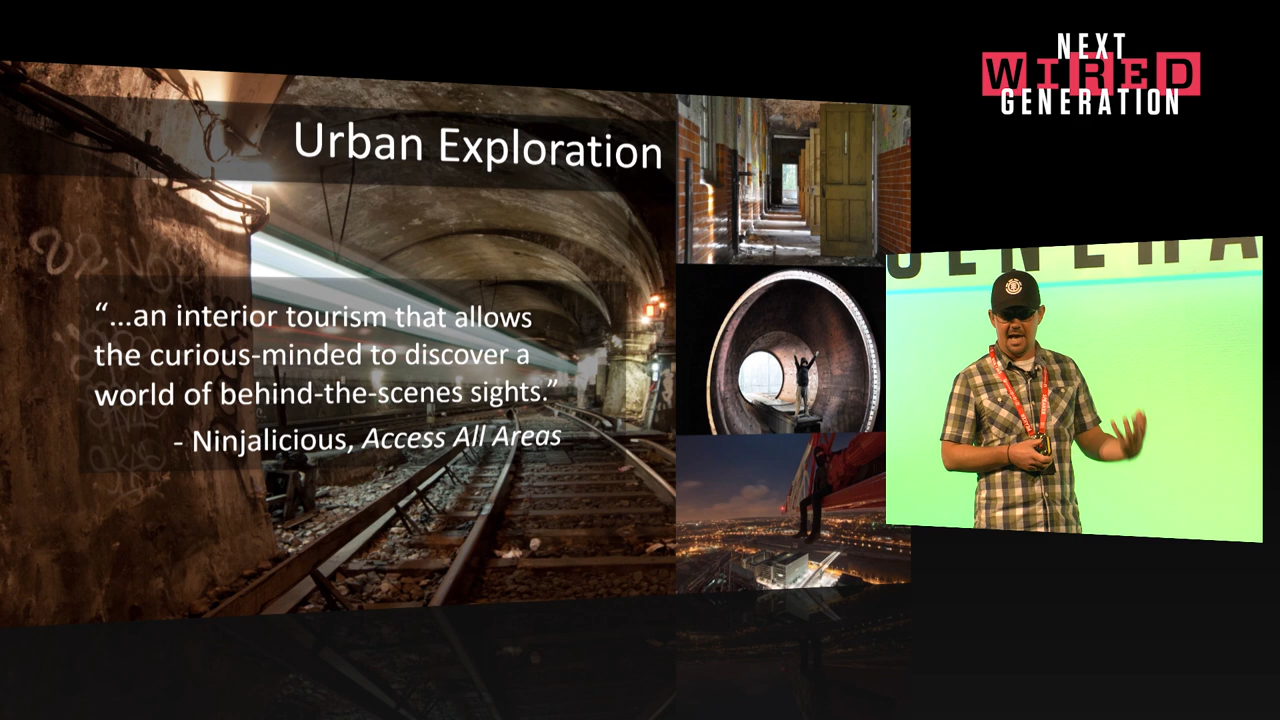 NEXT
WIRED
GENERATION
Urban Exploration
“...an interior tourism that allows
the curious-minded to discover a
world of behind-the-scenes sights.”
- Ninjalicious, Access All Areas
GENERA